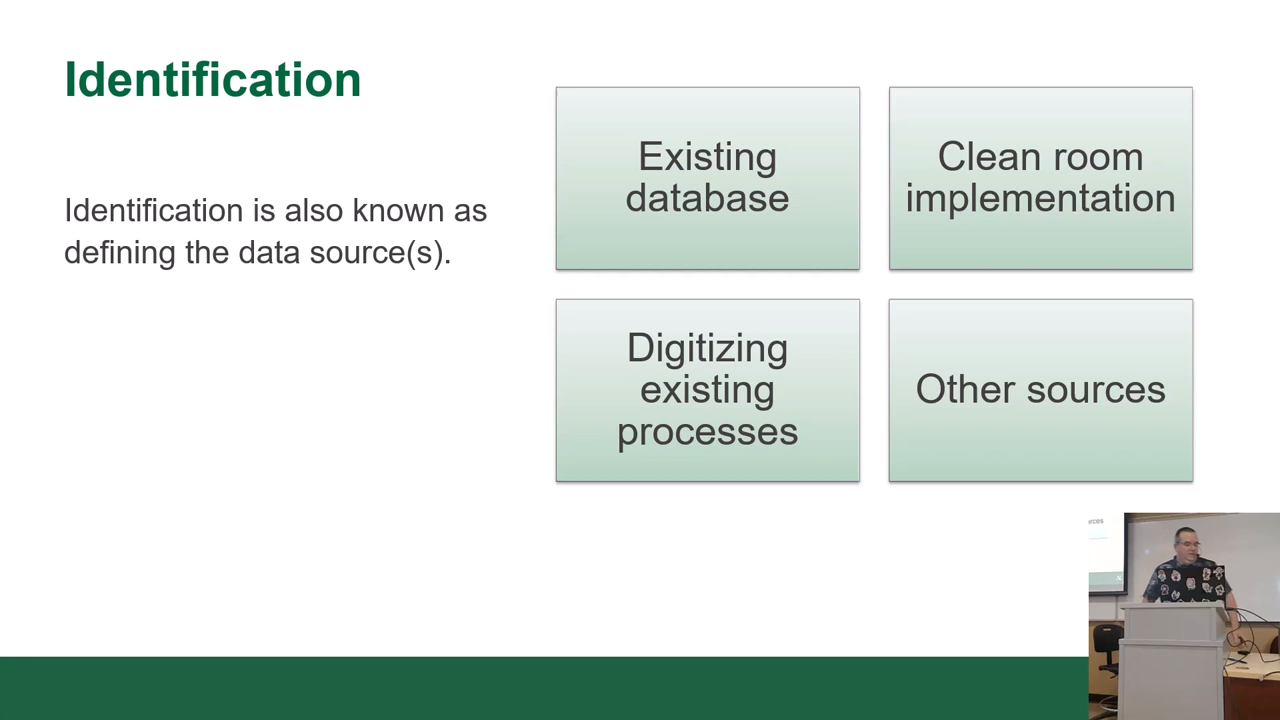 Identification
Identification is also known as
defining the data source(s).
Existing
database
Clean room
implementation
Digitizing
existing
processes
Other sources